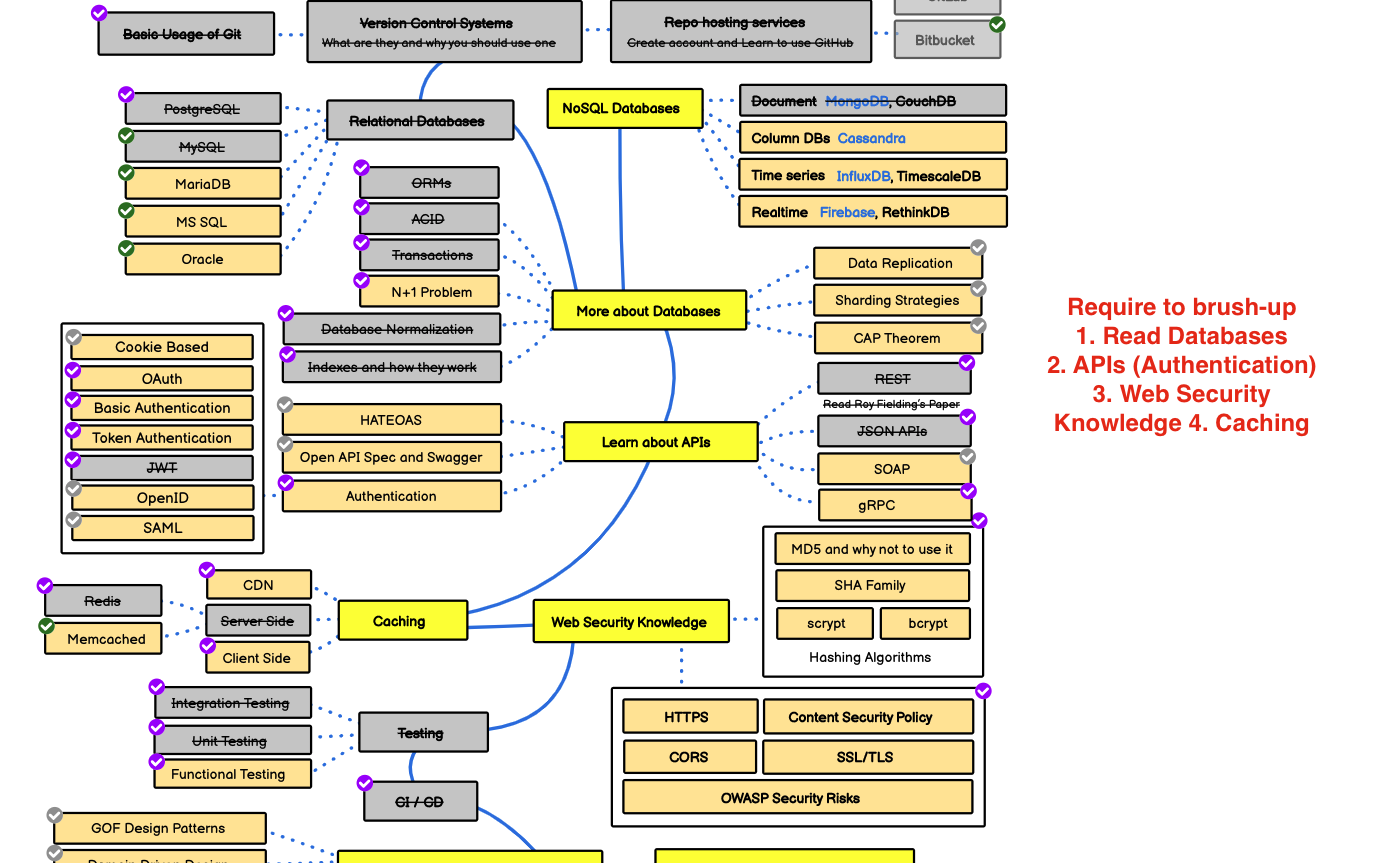 Basic Usage of Git
Version Control Systems
What are they and why you should use one
Repo hosting services
Create account and Learn to use GitHub
Bitbucket
PostgreSQL
MySQL
MariaDB
MS SQL
Oracle
Relational Databases
NoSQL Databases
Document MongoDB, CouchDB
Column DBs Cassandra
Time series InfluxDB, TimescaleDB
Realtime Firebase, RethinkDB
ORMs
ACID
Transactions
N+1 Problem
Database Normalization
Indexes and how they work
More about Databases
Data Replication
Sharding Strategies
CAP Theorem
Require to brush-up
1. Read Databases
2. APIs (Authentication)
3. Web Security
Knowledge 4. Caching
Cookie Based
OAuth
Basic Authentication
Token Authentication
JWT
OpenID
SAML
HATEOAS
Open API Spec and Swagger
Authentication
Learn about APIs
REST
Read Roy Fielding's Paper
JSON APIs
SOAP
gRPC
MD5 and why not to use it
SHA Family
scrypt
bcrypt
Hashing Algorithms
Redis
Memcached
CDN
Server Side
Client Side
Caching
Web Security Knowledge
HTTPS
Content Security Policy
CORS
SSL/TLS
OWASP Security Risks
Integration Testing
Unit Testing
Functional Testing
Testing
CI / CD
GOF Design Patterns
Domain Driven Design